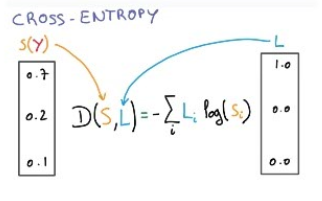 CROSS-ENTROPY
S(Y)
L
0.7
0.2
0.1
D(S,L) = -∑i Li log(Si)
1.0
0.0
0.0